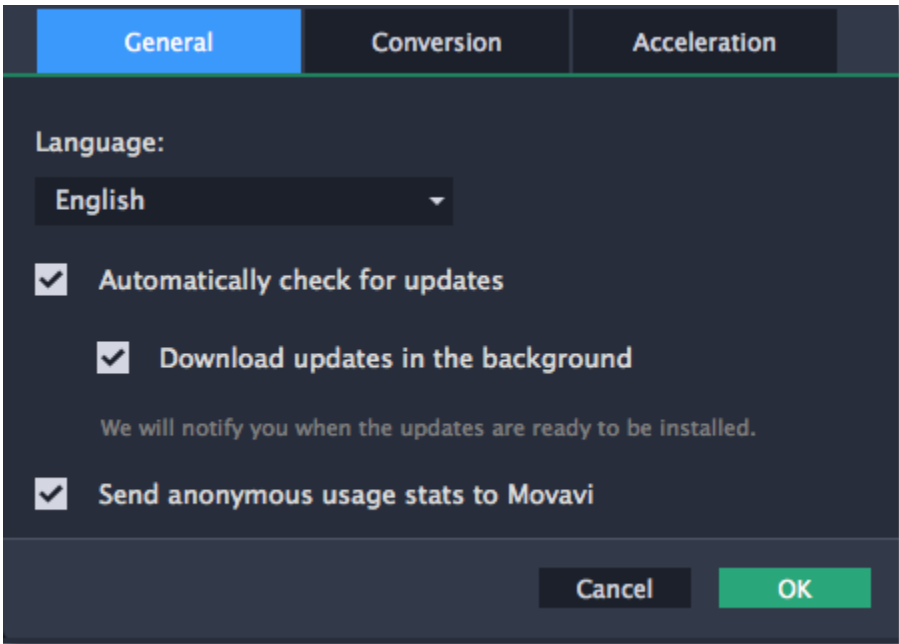 General Conversion Acceleration
Language:
English
Automatically check for updates
Download updates in the background
We will notify you when the updates are ready to be installed.
Send anonymous usage stats to Movavi
Cancel OK